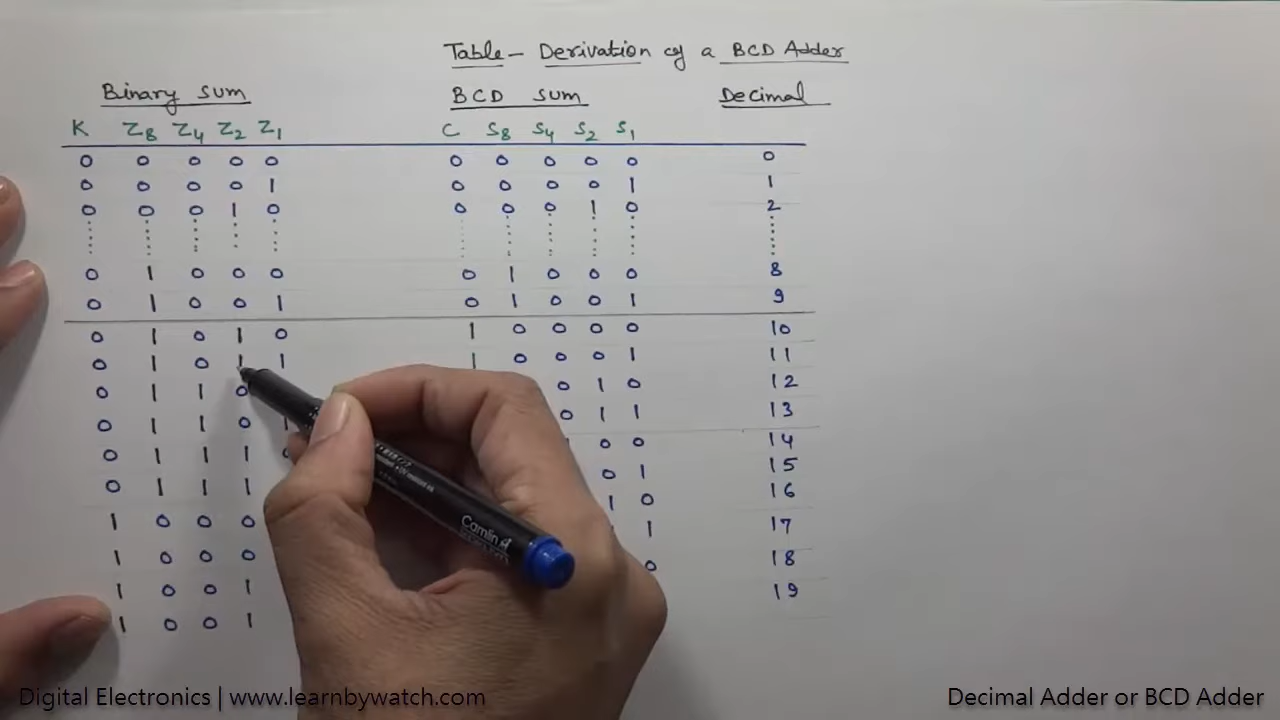 Table - Derivation of a BCD Adder
Binary Sum BCD Sum Decimal
K Z8 Z4 Z2 Z1 C S8 S4 S2 S1
0 0 0 0 0 0 0 0 0 0 0
0 0 0 0 1 0 0 0 0 1 1
0 0 0 1 0 0 0 0 1 0 2
0 1 0 0 0 0 1 0 0 0 8
0 1 0 0 1 0 1 0 0 1 9
0 1 0 1 0 1 0 0 0 0 10
0 1 0 1 1 1 0 0 0 1 11
0 1 1 0 0 1 0 12
0 1 1 0 1 0 1 1 13
0 1 1 1 0 0 0 14
0 1 1 1 0 1 15
1 0 0 0 1 0 16
1 0 0 0 1 17
1 0 0 1 0 18
1 0 0 1 19
Camlin
Digital Electronics | www.learnbywatch.com
Decimal Adder or BCD Adder